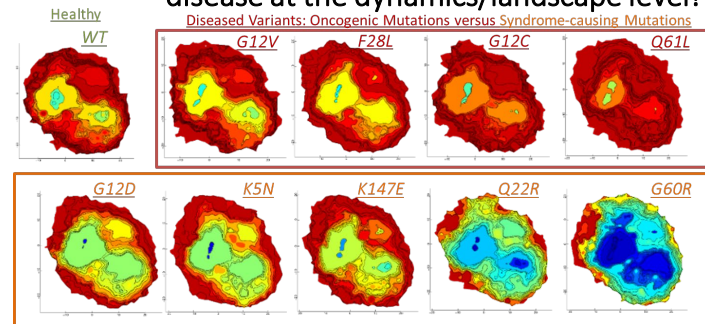 disease at the dynamics/landscape level!
Healthy
Diseased Variants: Oncogenic Mutations versus Syndrome-causing Mutations
WT
G12V
F28L
G12C
Q61L
G12D
K5N
K147E
Q22R
G60R